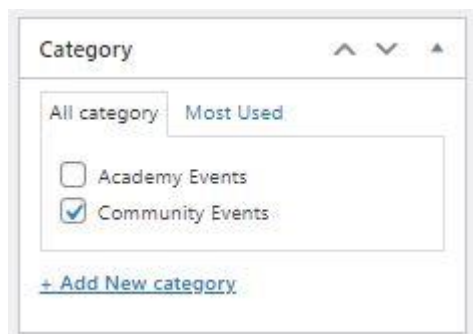 Category
All category Most Used
Academy Events
Community Events
+ Add New category